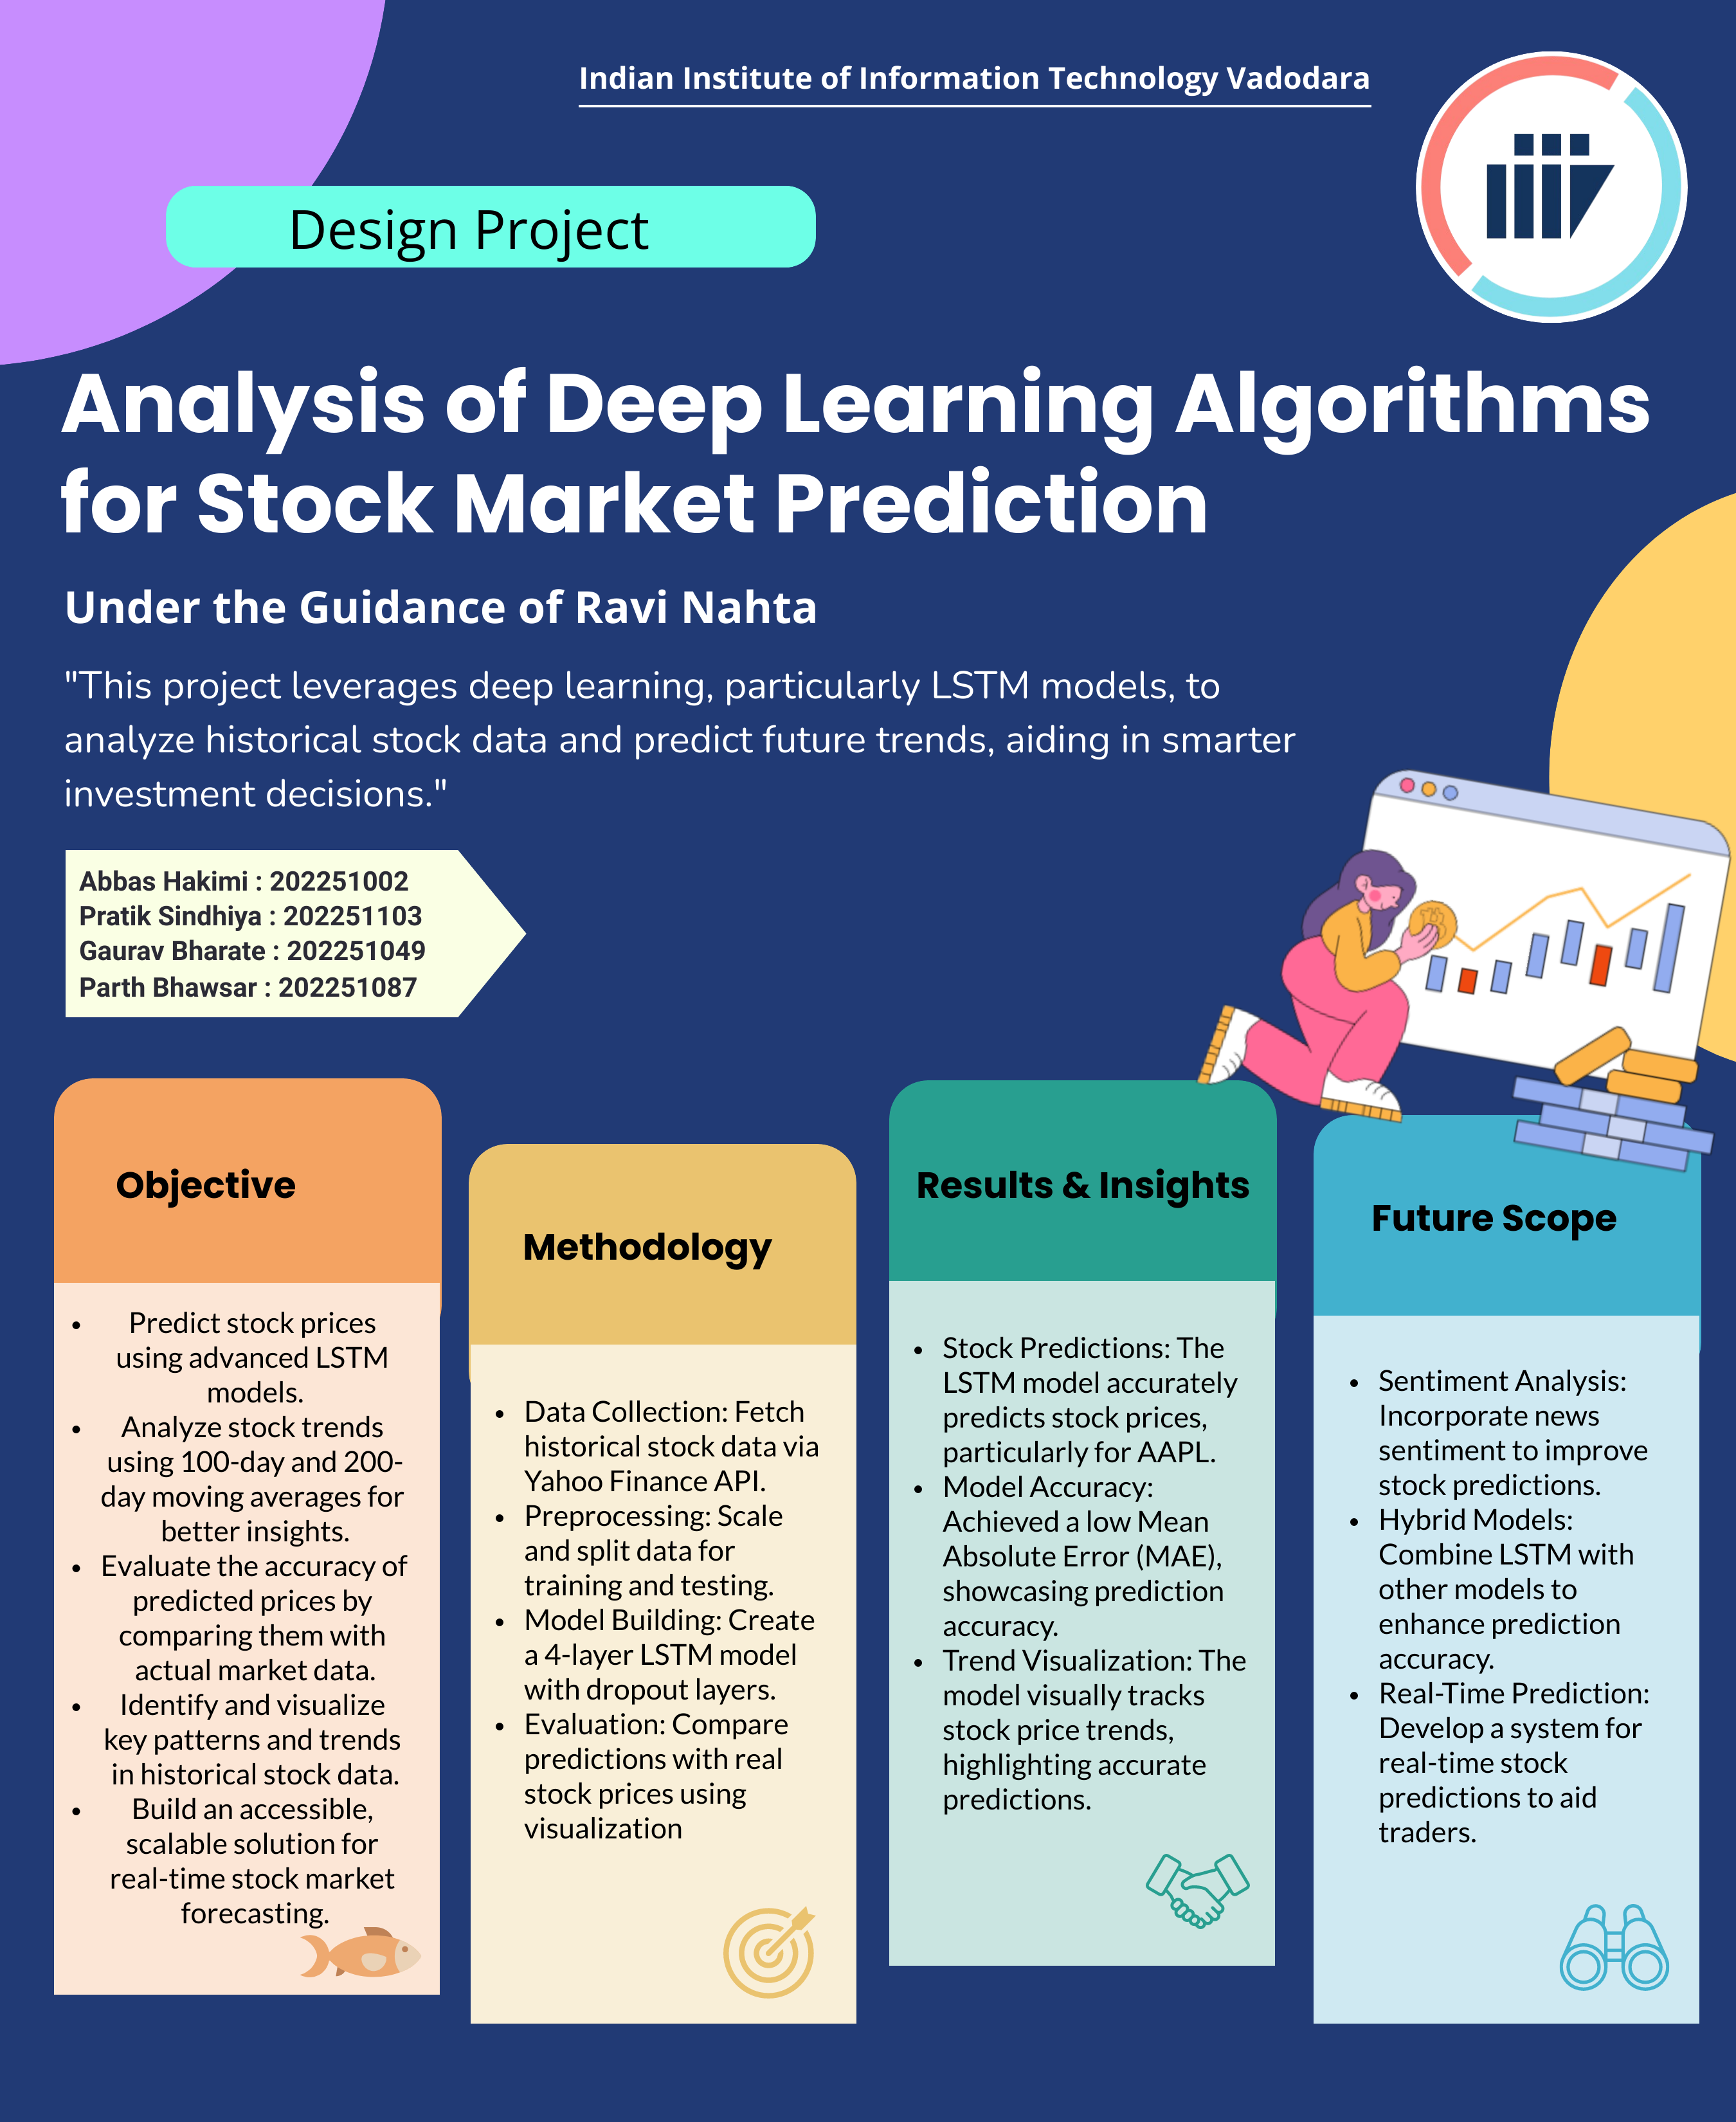 Indian Institute of Information Technology Vadodara
Design Project
Analysis of Deep Learning Algorithms
for Stock Market Prediction
Under the Guidance of Ravi Nahta
"This project leverages deep learning, particularly LSTM models, to
analyze historical stock data and predict future trends, aiding in smarter
investment decisions."
Abbas Hakimi : 202251002
Pratik Sindhiya : 202251103
Gaurav Bharate : 202251049
Parth Bhawsar : 202251087
Objective
• Predict stock prices
using advanced LSTM
models.
• Analyze stock trends
using 100-day and 200-
day moving averages for
better insights.
• Evaluate the accuracy of
predicted prices by
comparing them with
actual market data.
• Identify and visualize
key patterns and trends
in historical stock data.
• Build an accessible,
scalable solution for
real-time stock market
forecasting.
Methodology
• Data Collection: Fetch
historical stock data via
Yahoo Finance API.
• Preprocessing: Scale
and split data for
training and testing.
• Model Building: Create
a 4-layer LSTM model
with dropout layers.
• Evaluation: Compare
predictions with real
stock prices using
visualization
Results & Insights
• Stock Predictions: The
LSTM model accurately
predicts stock prices,
particularly for AAPL.
• Model Accuracy:
Achieved a low Mean
Absolute Error (MAE),
showcasing prediction
accuracy.
• Trend Visualization: The
model visually tracks
stock price trends,
highlighting accurate
predictions.
Future Scope
• Sentiment Analysis:
Incorporate news
sentiment to improve
stock predictions.
• Hybrid Models:
Combine LSTM with
other models to
enhance prediction
accuracy.
• Real-Time Prediction:
Develop a system for
real-time stock
predictions to aid
traders.